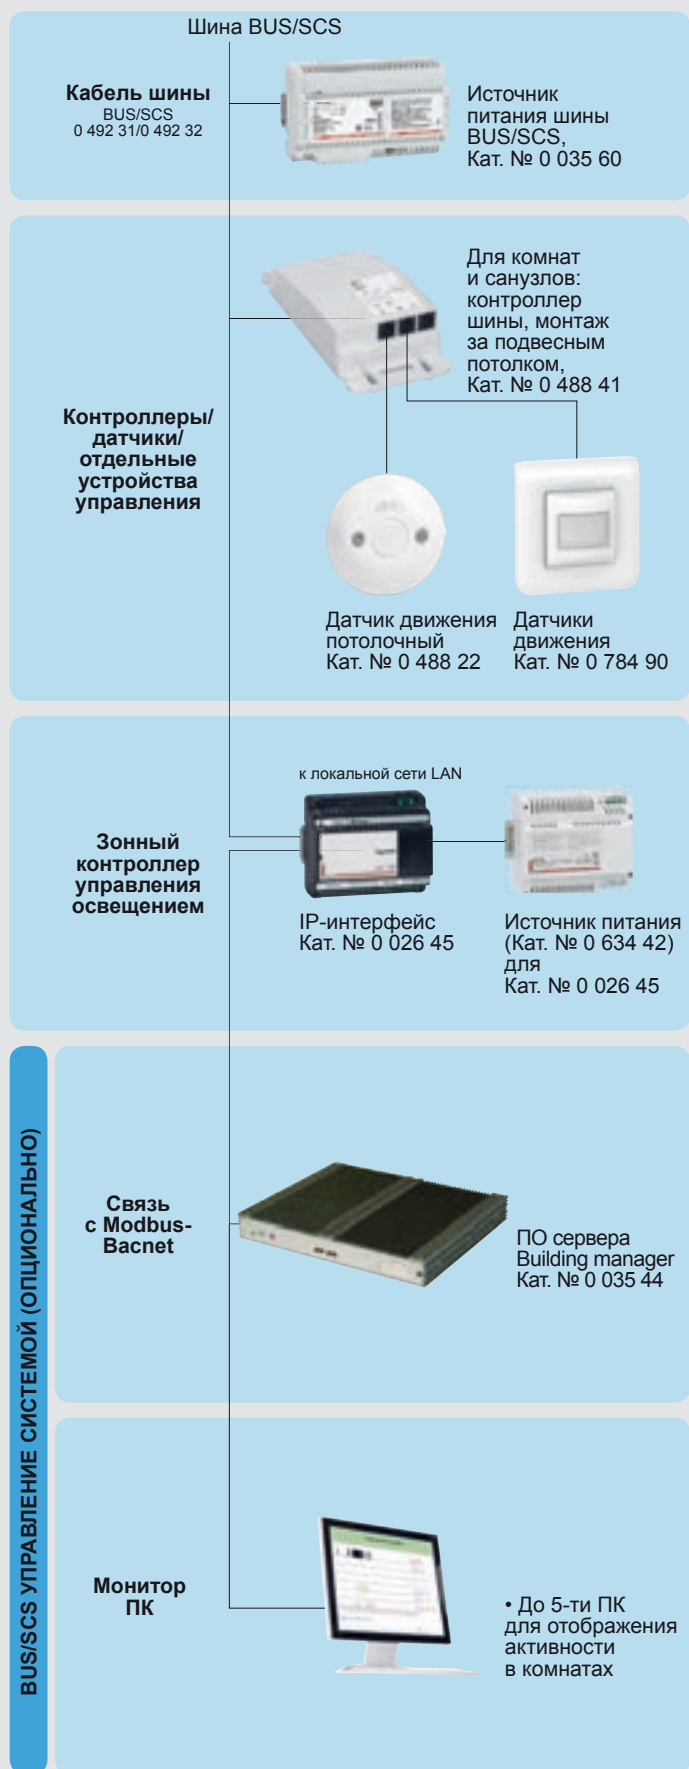 Шина BUS/SCS
Кабель шины
BUS/SCS
0 492 31/0 492 32
Источник
питания шины
BUS/SCS,
Кат. № 0 035 60
Контроллеры/
датчики/
отдельные
устройства
управления
Для комнат
и санузлов:
контроллер
шины, монтаж
за подвесным
потолком,
Кат. № 0 488 41
Датчик движения
потолочный
Кат. № 0 488 22
Датчики
движения
Кат. № 0 784 90
Зонный
контроллер
управления
освещением
к локальной сети LAN
IP-интерфейс
Кат. № 0 026 45
Источник питания
(Кат. № 0 634 42)
для
Кат. № 0 026 45
BUS/SCS УПРАВЛЕНИЕ СИСТЕМОЙ (ОПЦИОНАЛЬНО)
Связь
с Modbus-
Bacnet
ПО сервера
Building manager
Кат. № 0 035 44
Монитор
ПК
• До 5-ти ПК
для отображения
активности
в комнатах